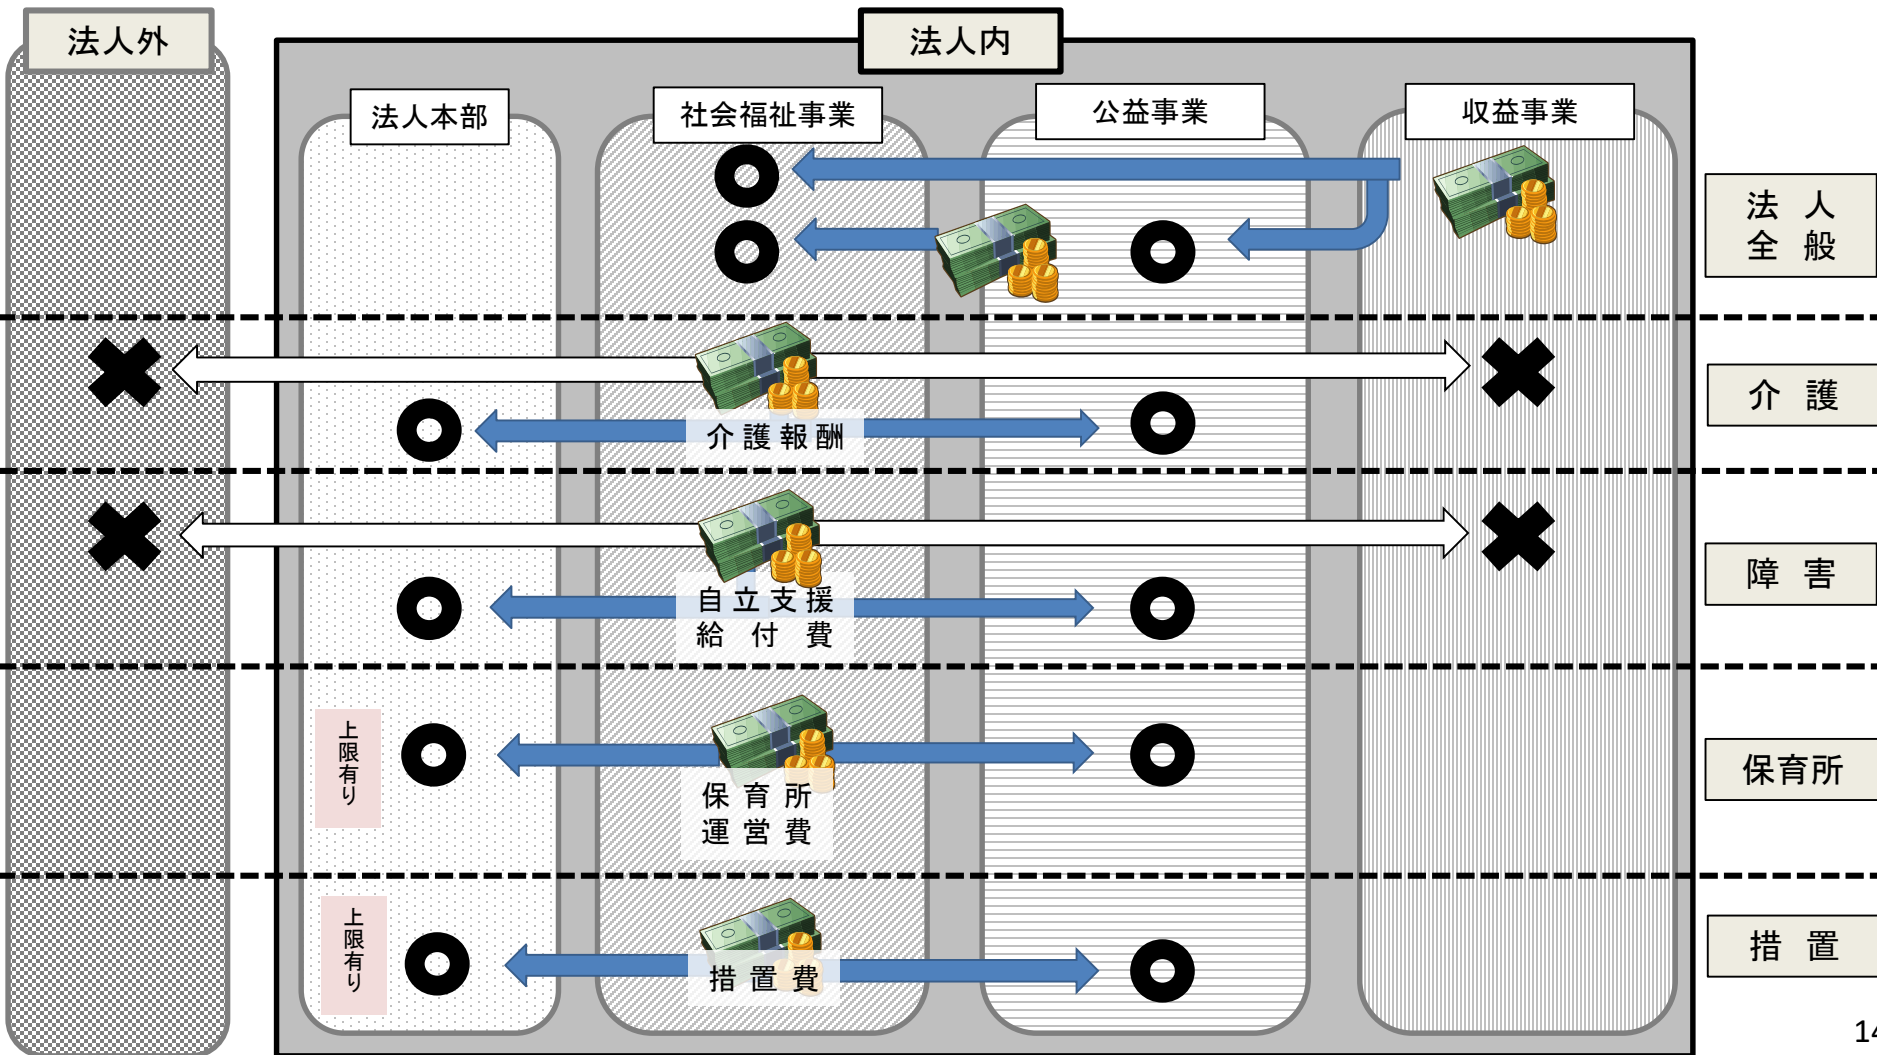 法人外
法人内
法人本部
社会福祉事業
公益事業
収益事業
法 人
全 般
介 護
介護報酬
障 害
自立支援
給 付 費
上限有り
保育所
運営費
保育所
上限有り
措置費
措 置
14